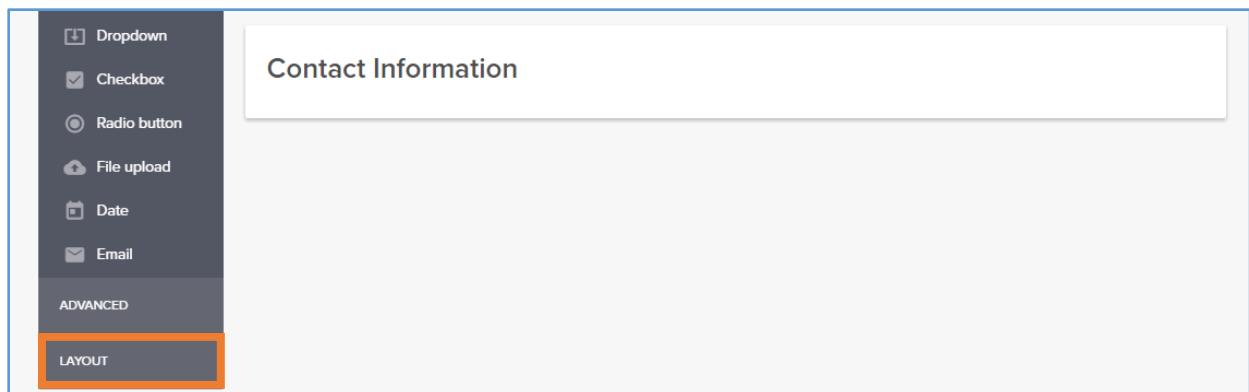 Dropdown
Checkbox
Radio button
File upload
Date
Email
ADVANCED
LAYOUT
Contact Information